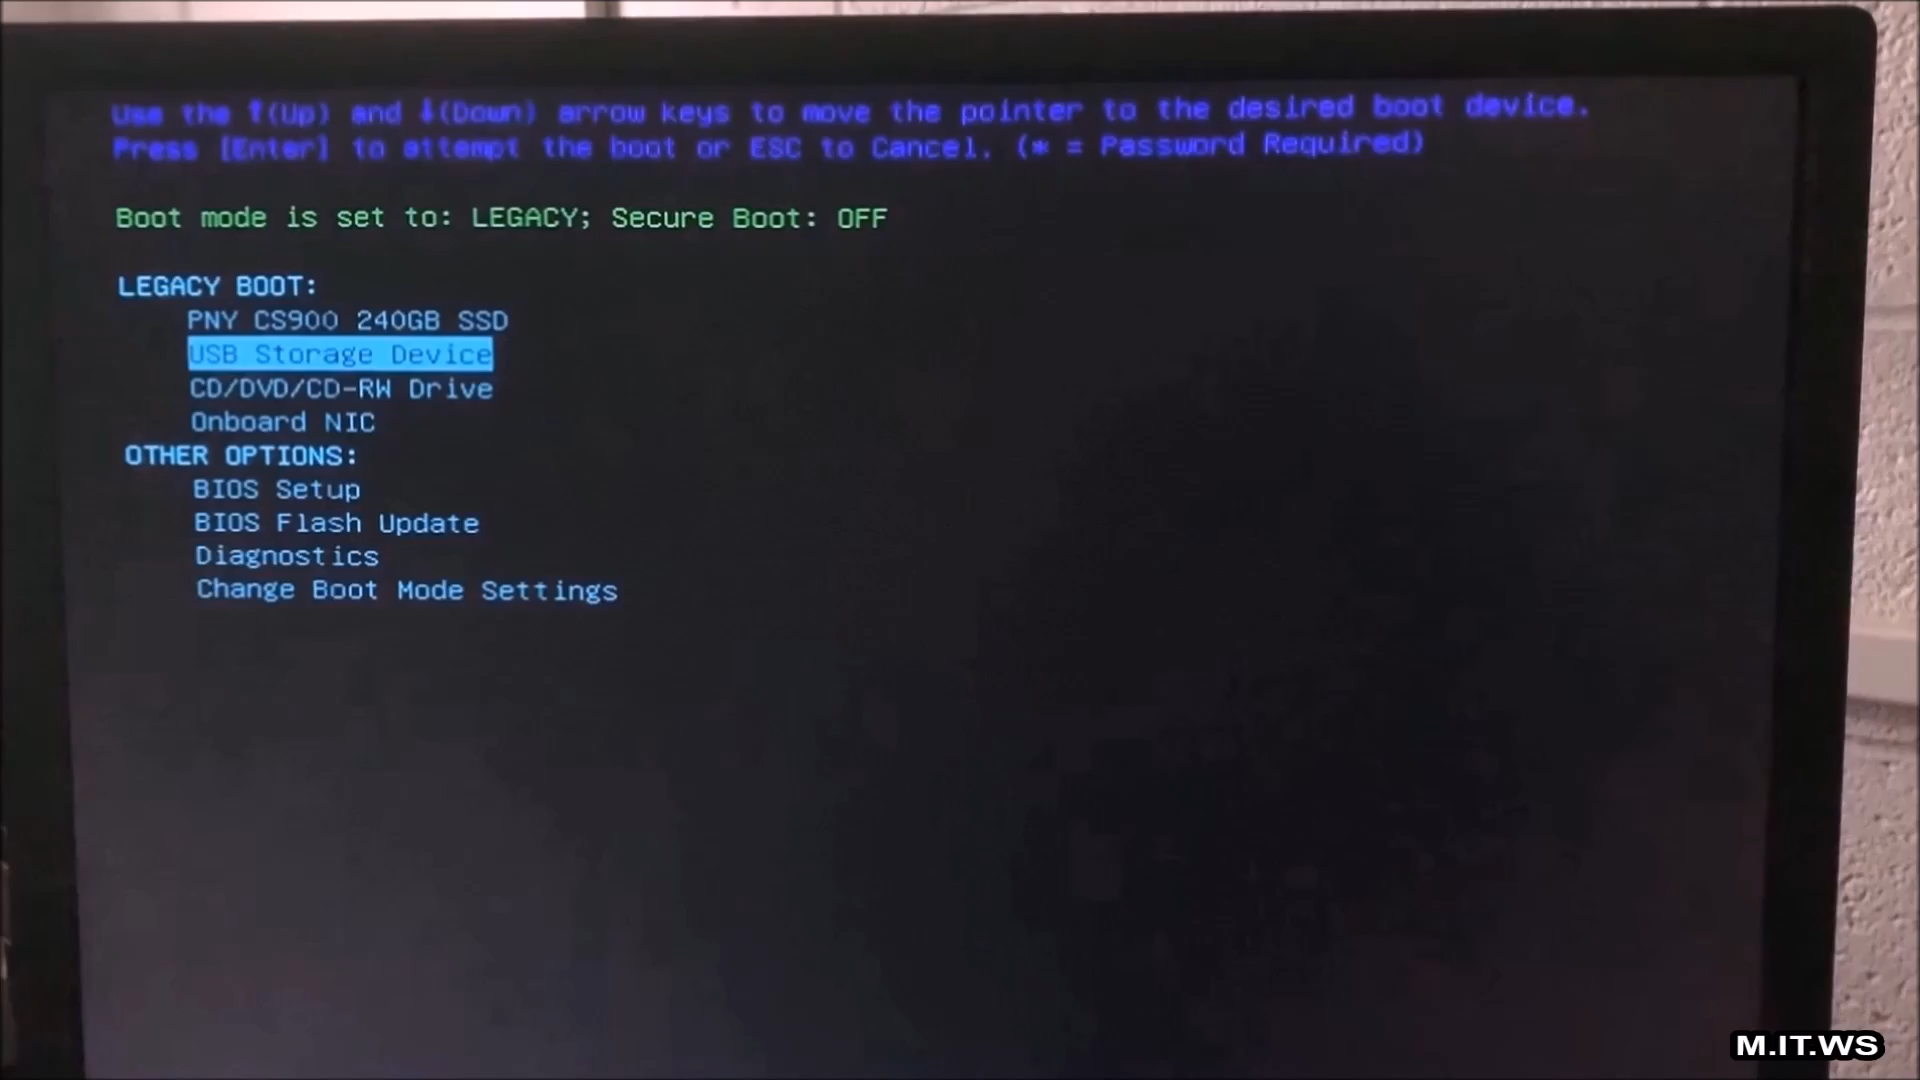 Use the ↑(Up) and ↓(Down) arrow keys to move the pointer to the desired boot device.
Press [Enter] to attempt the boot or ESC to Cancel. (* = Password Required)
Boot mode is set to: LEGACY; Secure Boot: OFF
LEGACY BOOT:
PNY CS900 240GB SSD
USB Storage Device
CD/DVD/CD-RW Drive
Onboard NIC
OTHER OPTIONS:
BIOS Setup
BIOS Flash Update
Diagnostics
Change Boot Mode Settings
M.IT.WS